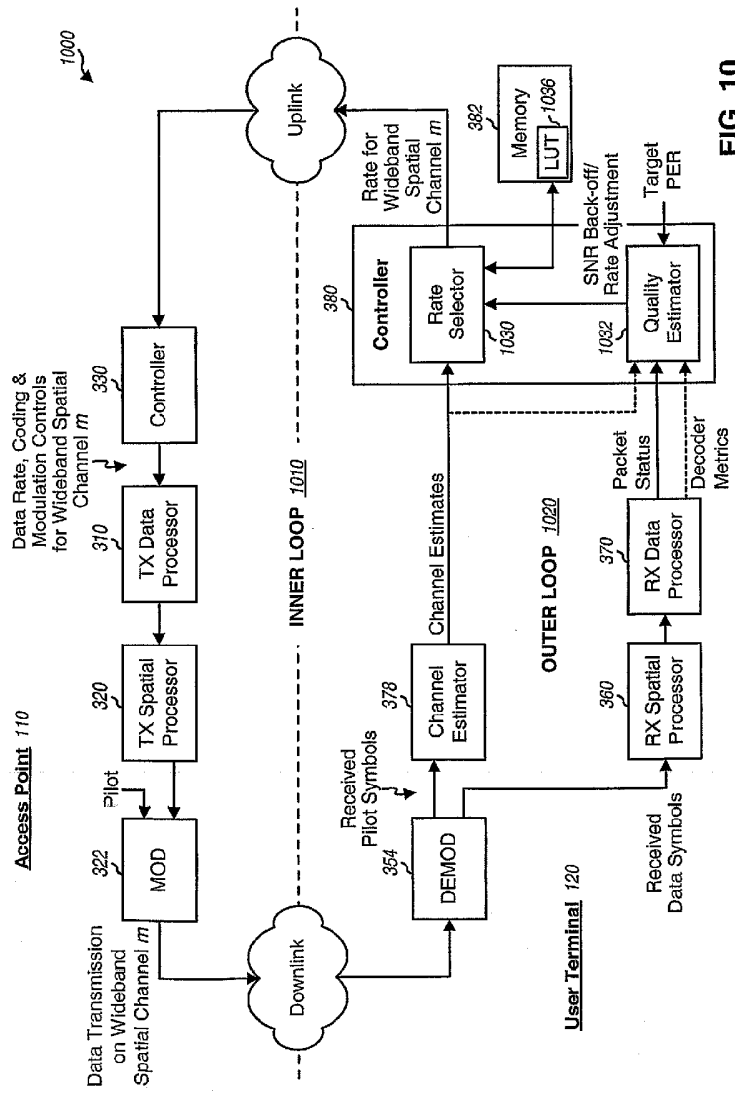 1000
Access Point 110
Data Transmission
on Wideband
Spatial Channel m
322
MOD
Pilot
320
TX Spatial
Processor
310
TX Data
Processor
Data Rate, Coding &
Modulation Controls
for Wideband Spatial
Channel m
330
Controller
Downlink
INNER LOOP 1010
Uplink
Rate for
Wideband
Spatial
Channel m
354
DEMOD
Received
Pilot Symbols
378
Channel
Estimator
Channel Estimates
380
Controller
Rate
Selector
1030
382
Memory
LUT
1036
SNR Back-off/
Rate Adjustment
Target
PER
1032
Quality
Estimator
OUTER LOOP 1020
User Terminal 120
Received
Data Symbols
360
RX Spatial
Processor
370
RX Data
Processor
Packet
Status
Decoder
Metrics
FIG. 10